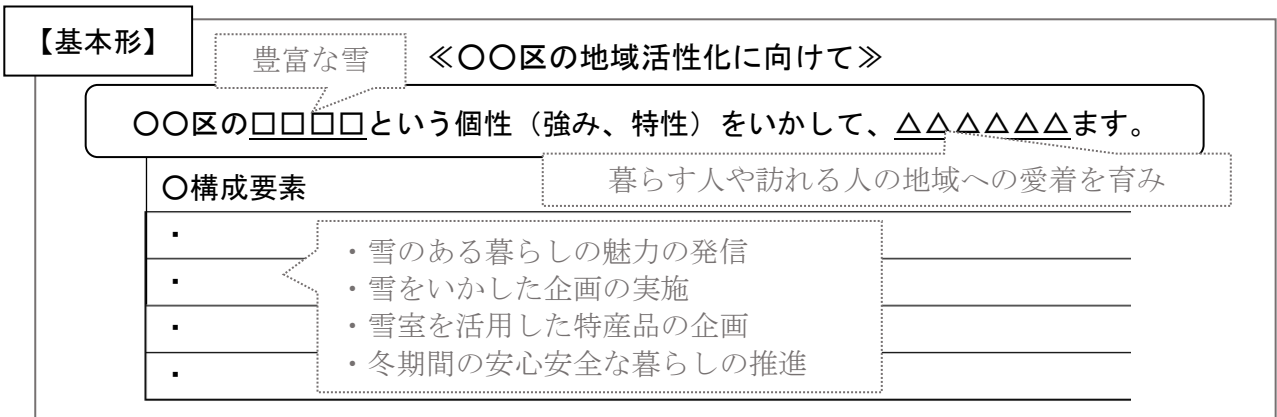 【基本形】
豊富な雪
≪〇〇区の地域活性化に向けて≫
〇〇区の□□□□という個性（強み、特性）をいかして、△△△△△△ます。
暮らす人や訪れる人の地域への愛着を育み
〇構成要素
・
・
・
・
・雪のある暮らしの魅力の発信
・雪をいかした企画の実施
・雪室を活用した特産品の企画
・冬期間の安心安全な暮らしの推進